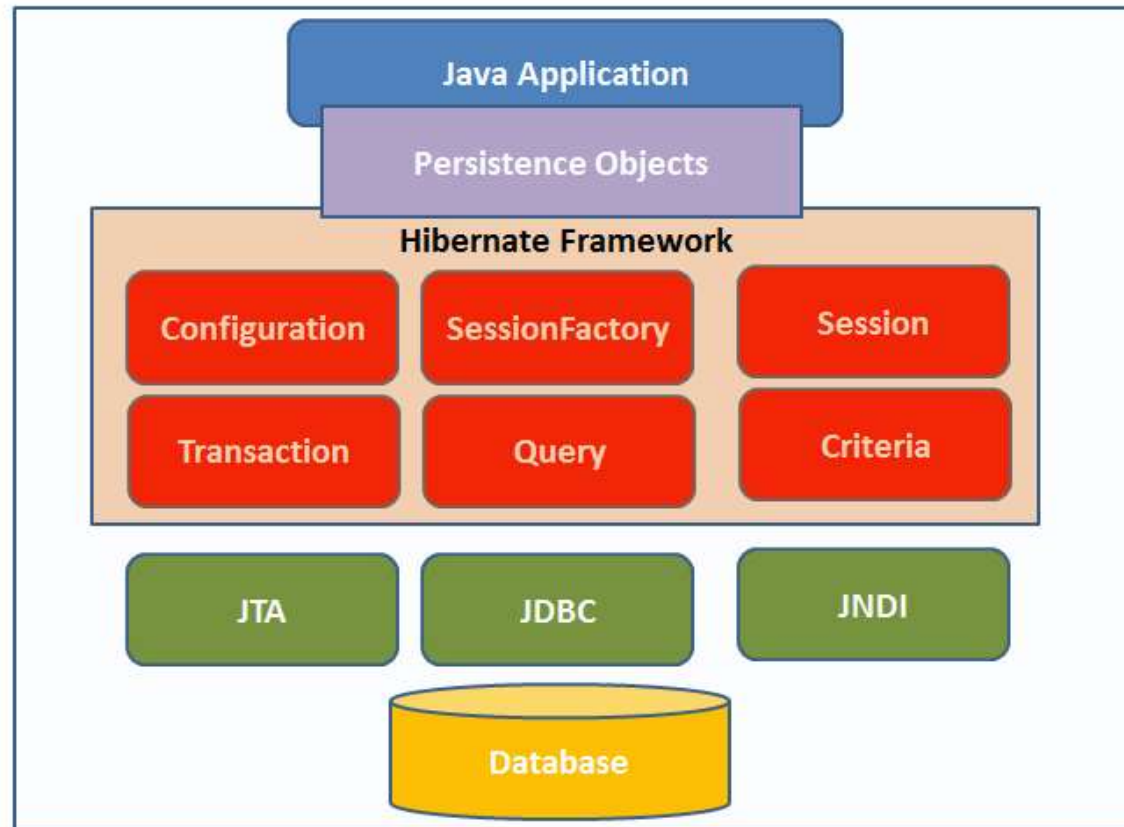 Java Application
Persistence Objects
Hibernate Framework
Configuration
SessionFactory
Session
Transaction
Query
Criteria
JTA
JDBC
JNDI
Database